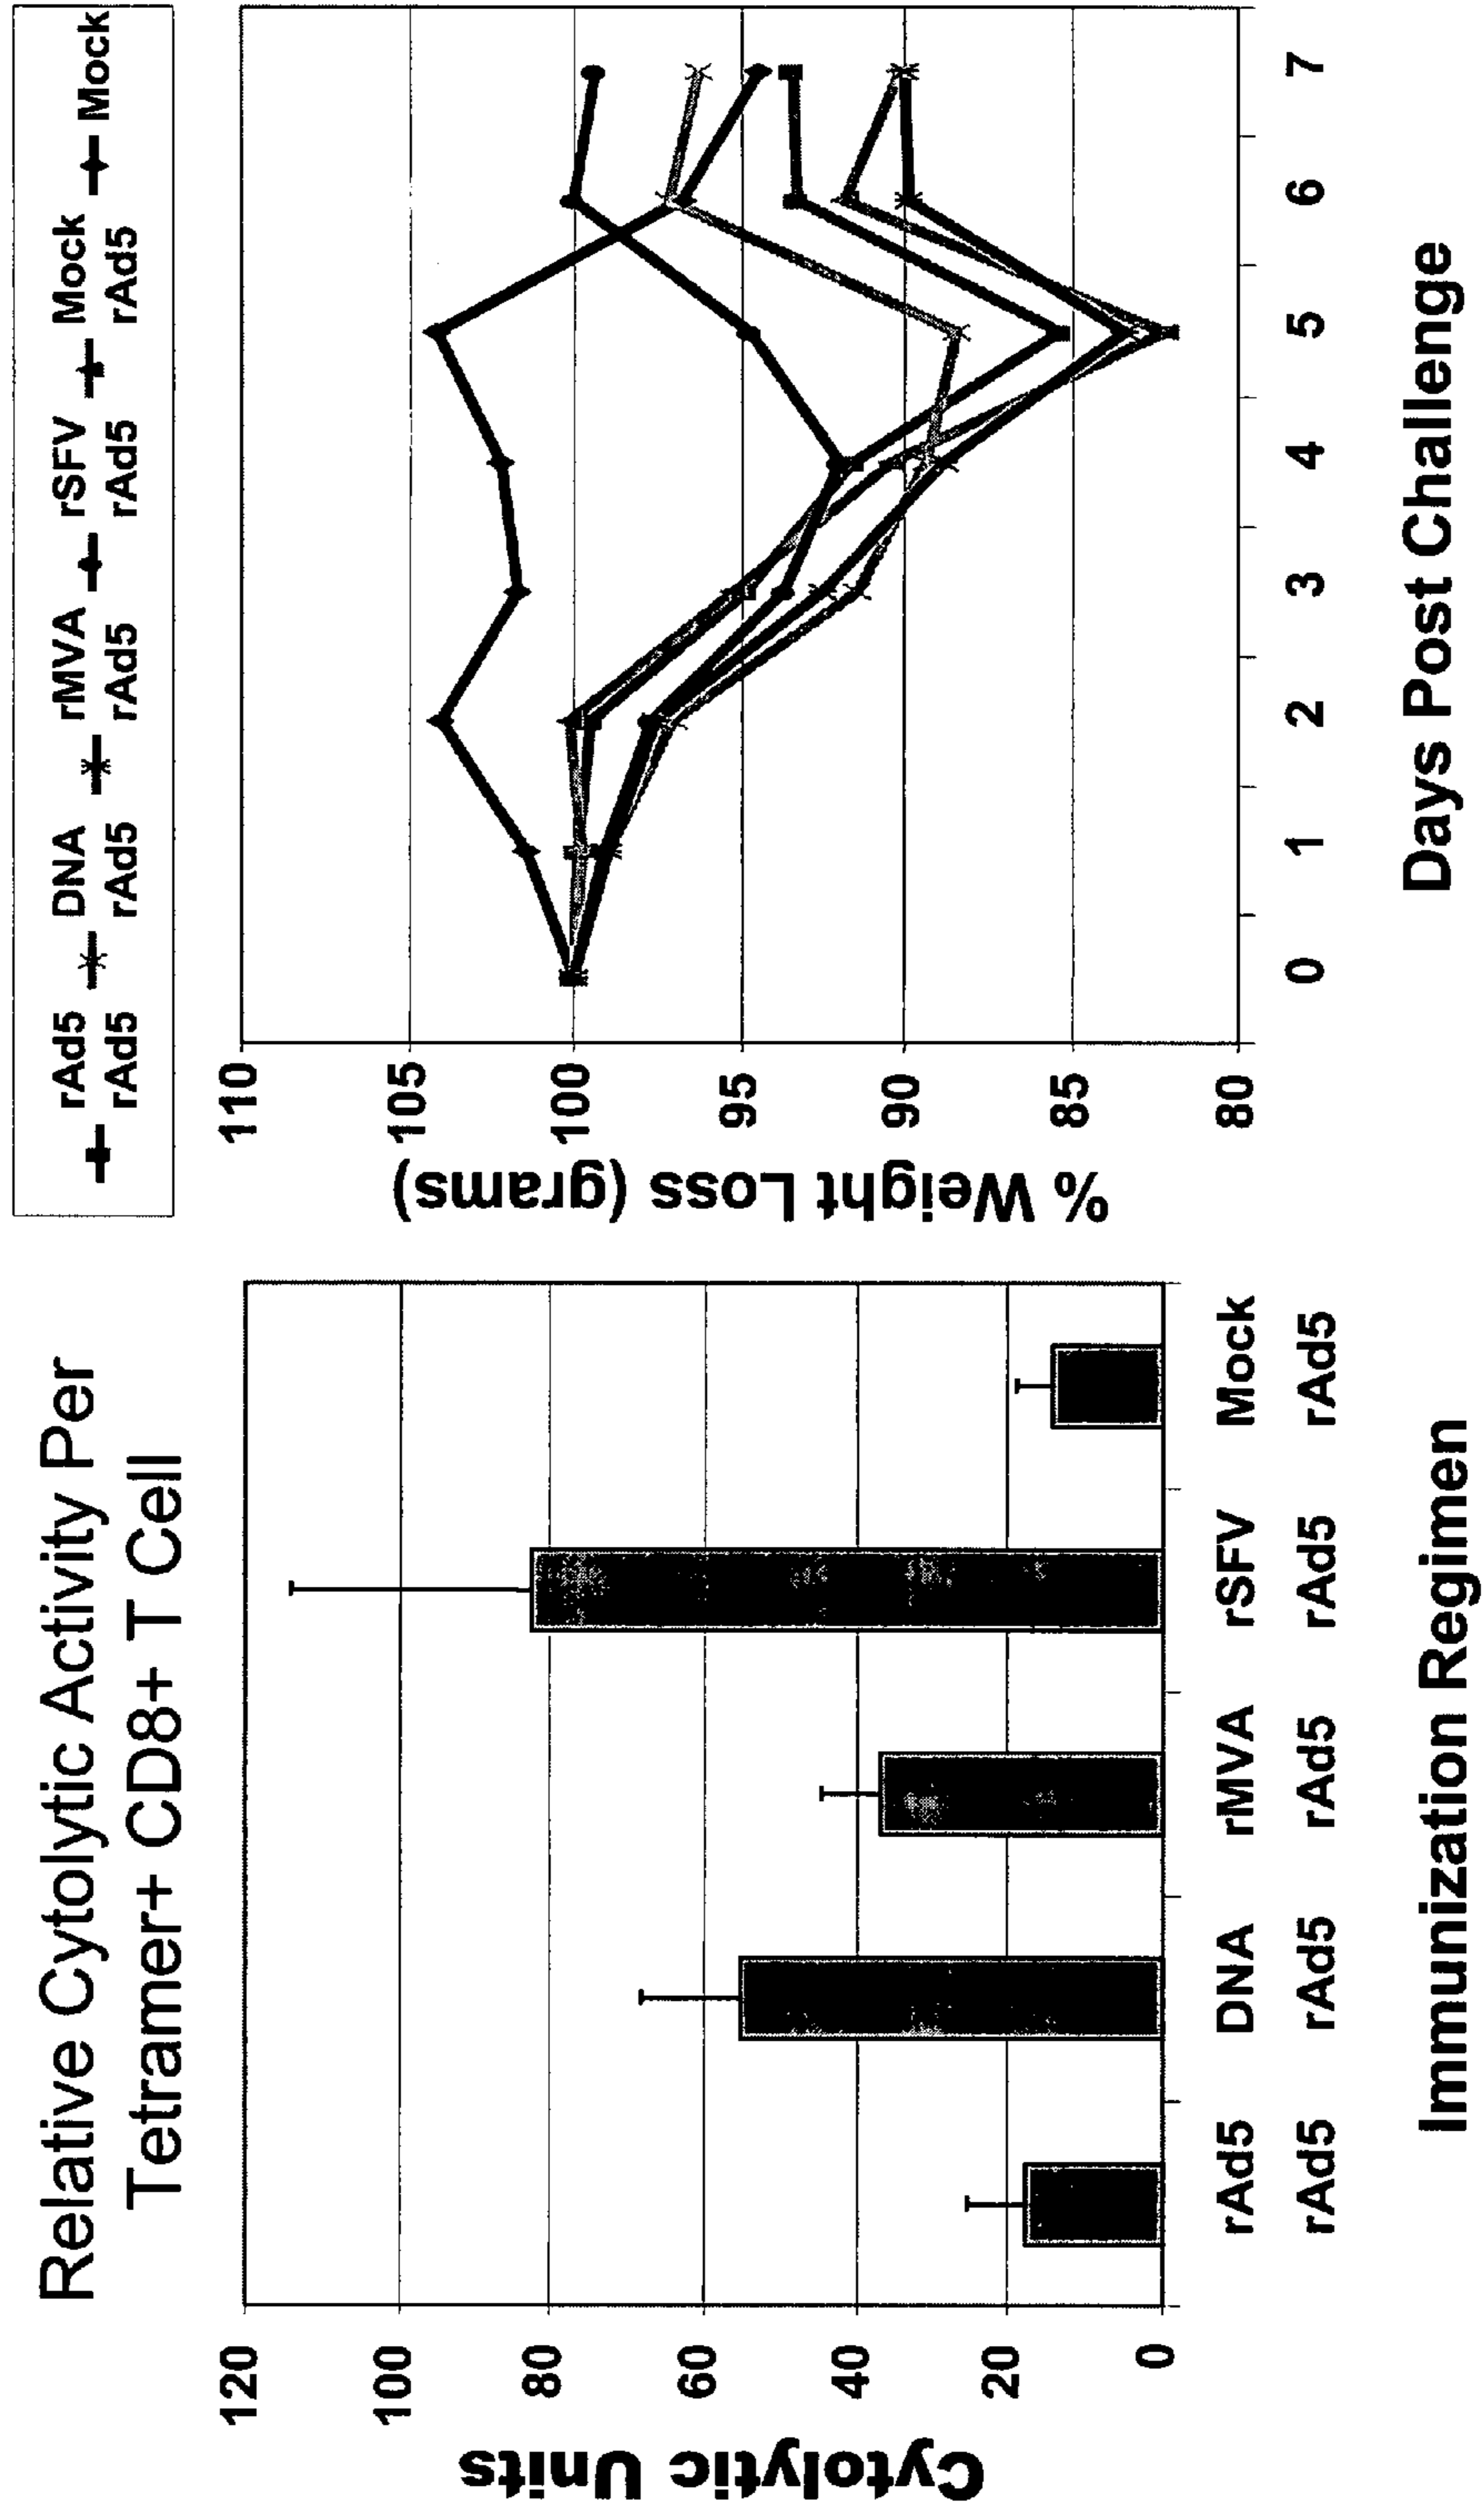 Relative Cytolytic Activity Per
Tetramer+ CD8+ T Cell
Cytolytic Units
120
100
80
60
40
20
0
rAd5 DNA rMVA rSFV Mock
rAd5 rAd5 rAd5 rAd5 rAd5
Immunization Regimen
rAd5 DNA rMVA rSFV Mock Mock
rAd5 rAd5 rAd5 rAd5 rAd5
% Weight Loss (grams)
110
105
100
95
90
85
80
0 1 2 3 4 5 6 7
Days Post Challenge